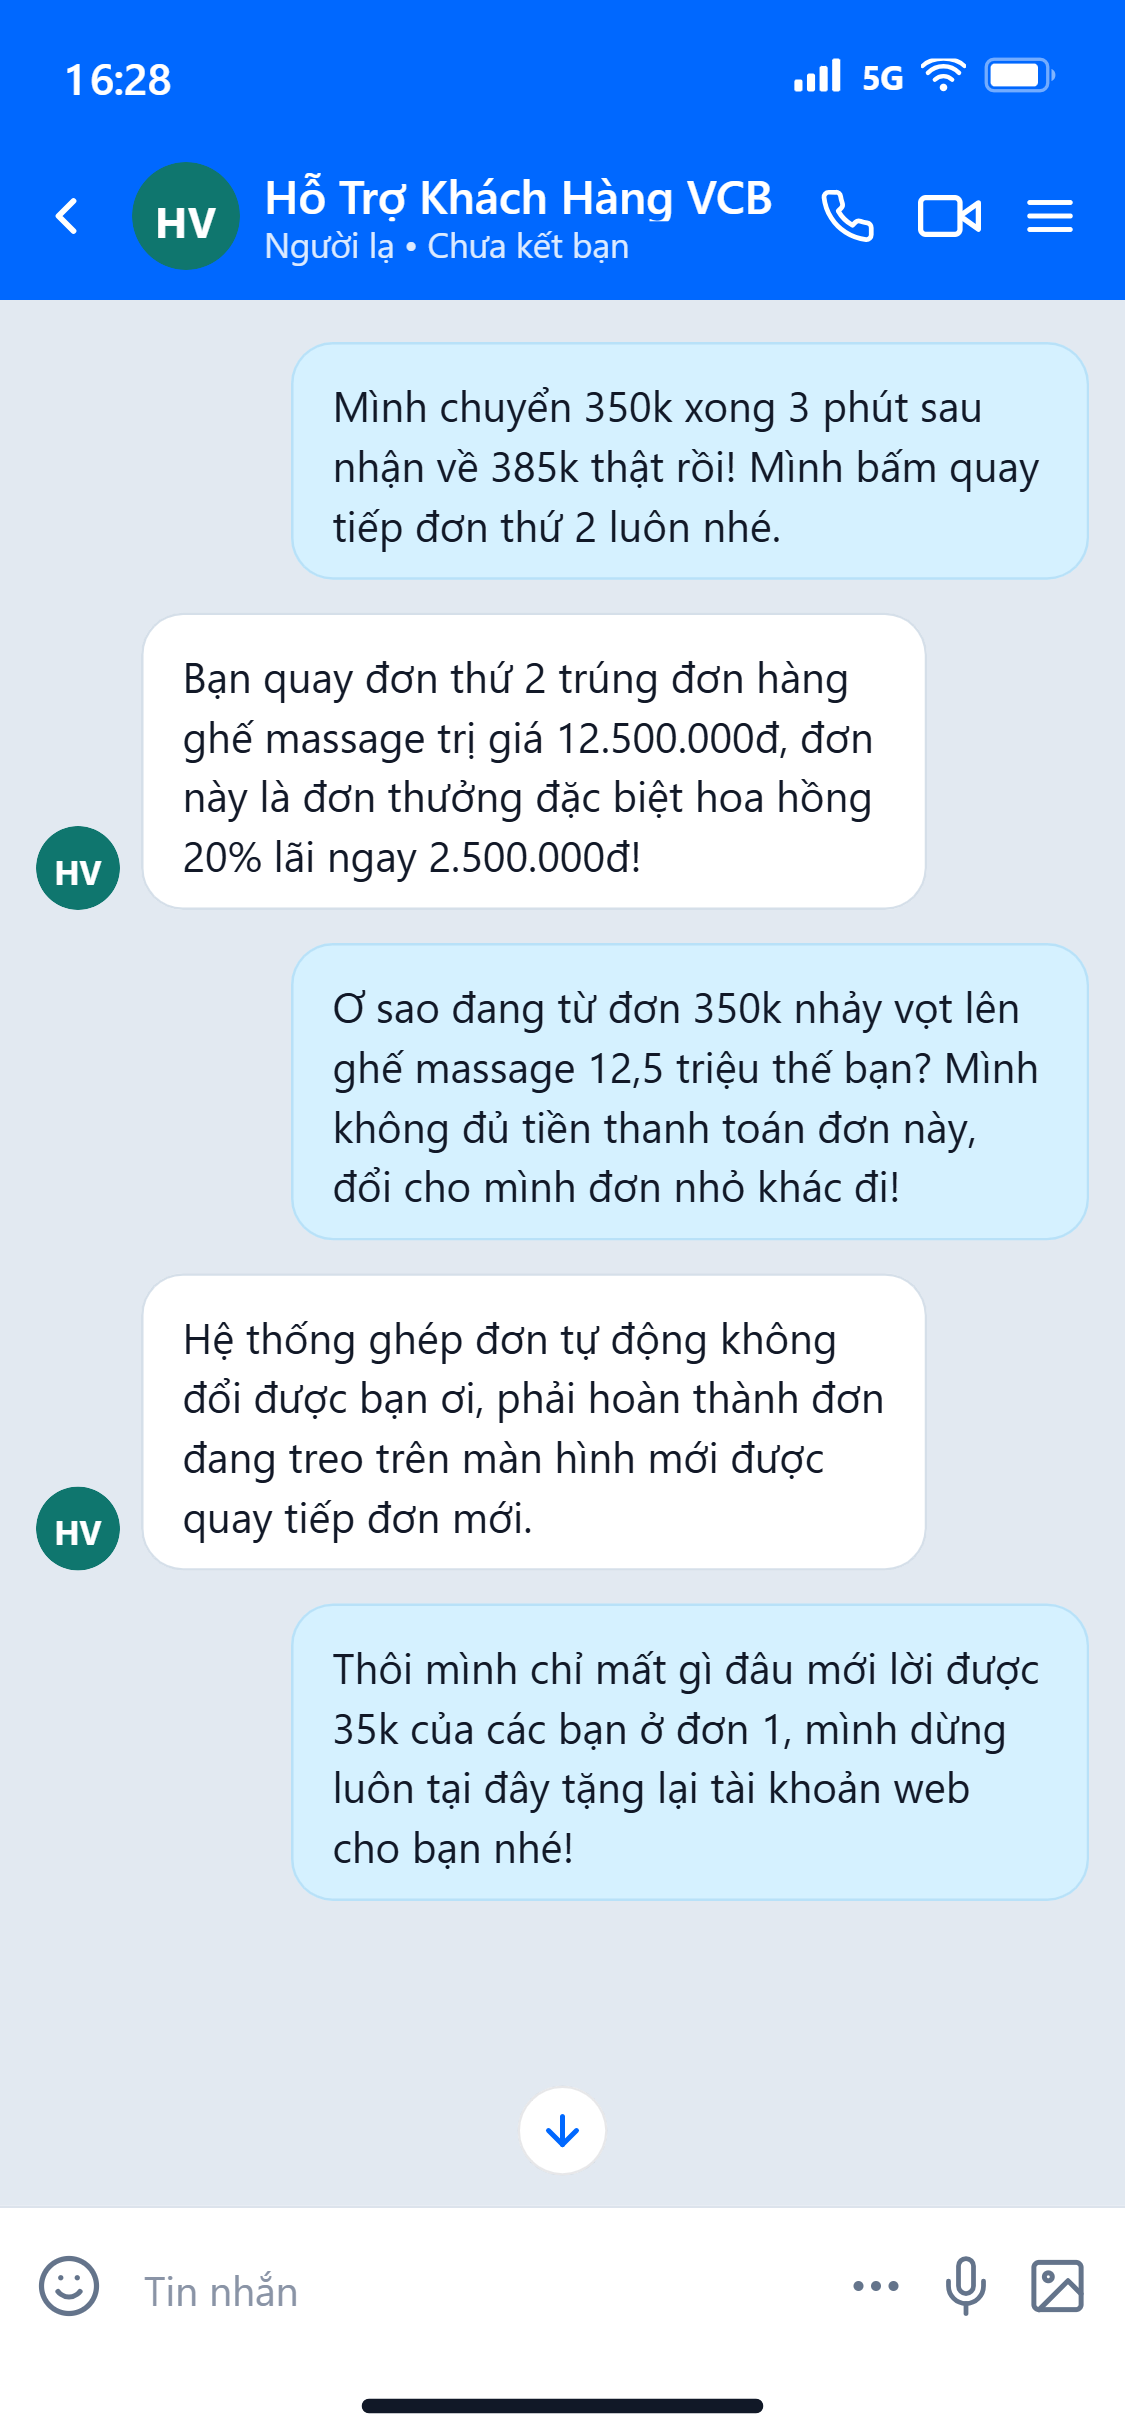 16:28
5G
HV
Hỗ Trợ Khách Hàng VCB
Người lạ • Chưa kết bạn
Mình chuyển 350k xong 3 phút sau
nhận về 385k thật rồi! Mình bấm quay
tiếp đơn thứ 2 luôn nhé.
Bạn quay đơn thứ 2 trúng đơn hàng
ghế massage trị giá 12.500.000đ, đơn
này là đơn thưởng đặc biệt hoa hồng
20% lãi ngay 2.500.000đ!
HV
Ơ sao đang từ đơn 350k nhảy vọt lên
ghế massage 12,5 triệu thế bạn? Mình
không đủ tiền thanh toán đơn này,
đổi cho mình đơn nhỏ khác đi!
Hệ thống ghép đơn tự động không
đổi được bạn ơi, phải hoàn thành đơn
đang treo trên màn hình mới được
quay tiếp đơn mới.
HV
Thôi mình chỉ mất gì đâu mới lời được
35k của các bạn ở đơn 1, mình dừng
luôn tại đây tặng lại tài khoản web
cho bạn nhé!
Tin nhắn